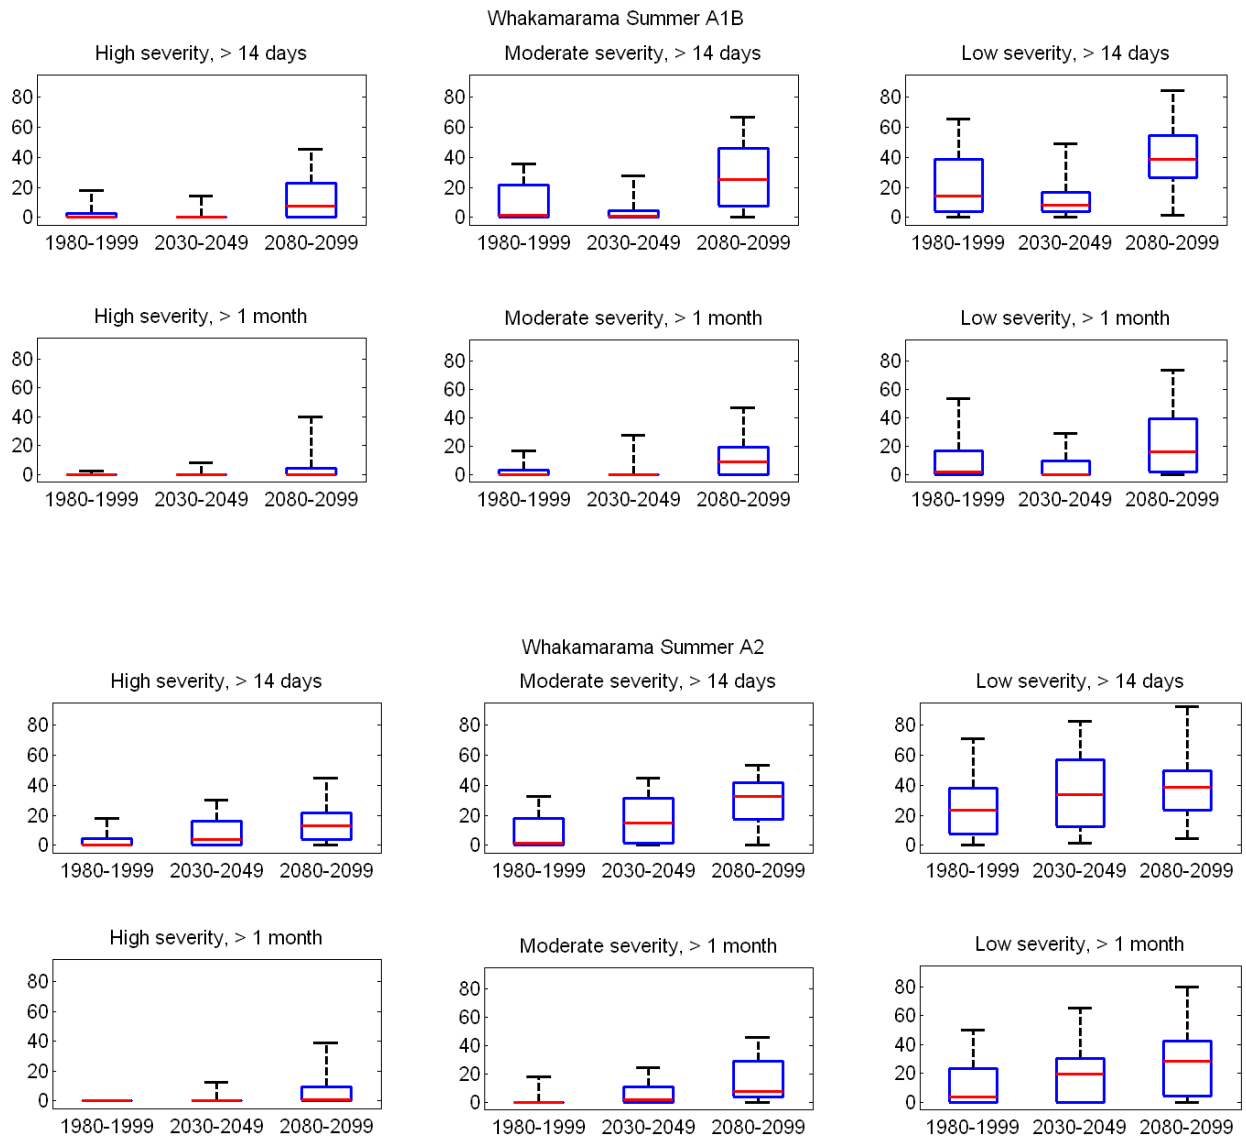 Whakamarama Summer A1B
High severity, > 14 days
Moderate severity, > 14 days
Low severity, > 14 days
80
60
40
20
0
80
60
40
20
0
80
60
40
20
0
1980-1999 2030-2049 2080-2099
1980-1999 2030-2049 2080-2099
1980-1999 2030-2049 2080-2099
High severity, > 1 month
Moderate severity, > 1 month
Low severity, > 1 month
80
60
40
20
0
80
60
40
20
0
80
60
40
20
0
1980-1999 2030-2049 2080-2099
1980-1999 2030-2049 2080-2099
1980-1999 2030-2049 2080-2099
Whakamarama Summer A2
High severity, > 14 days
Moderate severity, > 14 days
Low severity, > 14 days
80
60
40
20
0
80
60
40
20
0
80
60
40
20
0
1980-1999 2030-2049 2080-2099
1980-1999 2030-2049 2080-2099
1980-1999 2030-2049 2080-2099
High severity, > 1 month
Moderate severity, > 1 month
Low severity, > 1 month
80
60
40
20
0
80
60
40
20
0
80
60
40
20
0
1980-1999 2030-2049 2080-2099
1980-1999 2030-2049 2080-2099
1980-1999 2030-2049 2080-2099